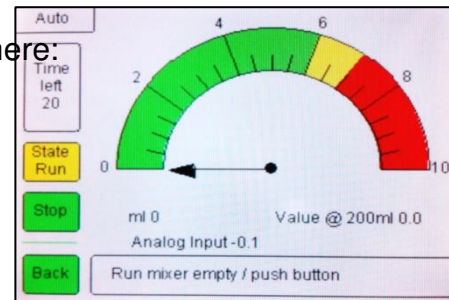 Auto
here:
Time
left
20
State
Run
Stop
Back
0
2
4
6
8
10
ml 0
Value @ 200ml 0.0
Analog Input -0.1
Run mixer empty / push button